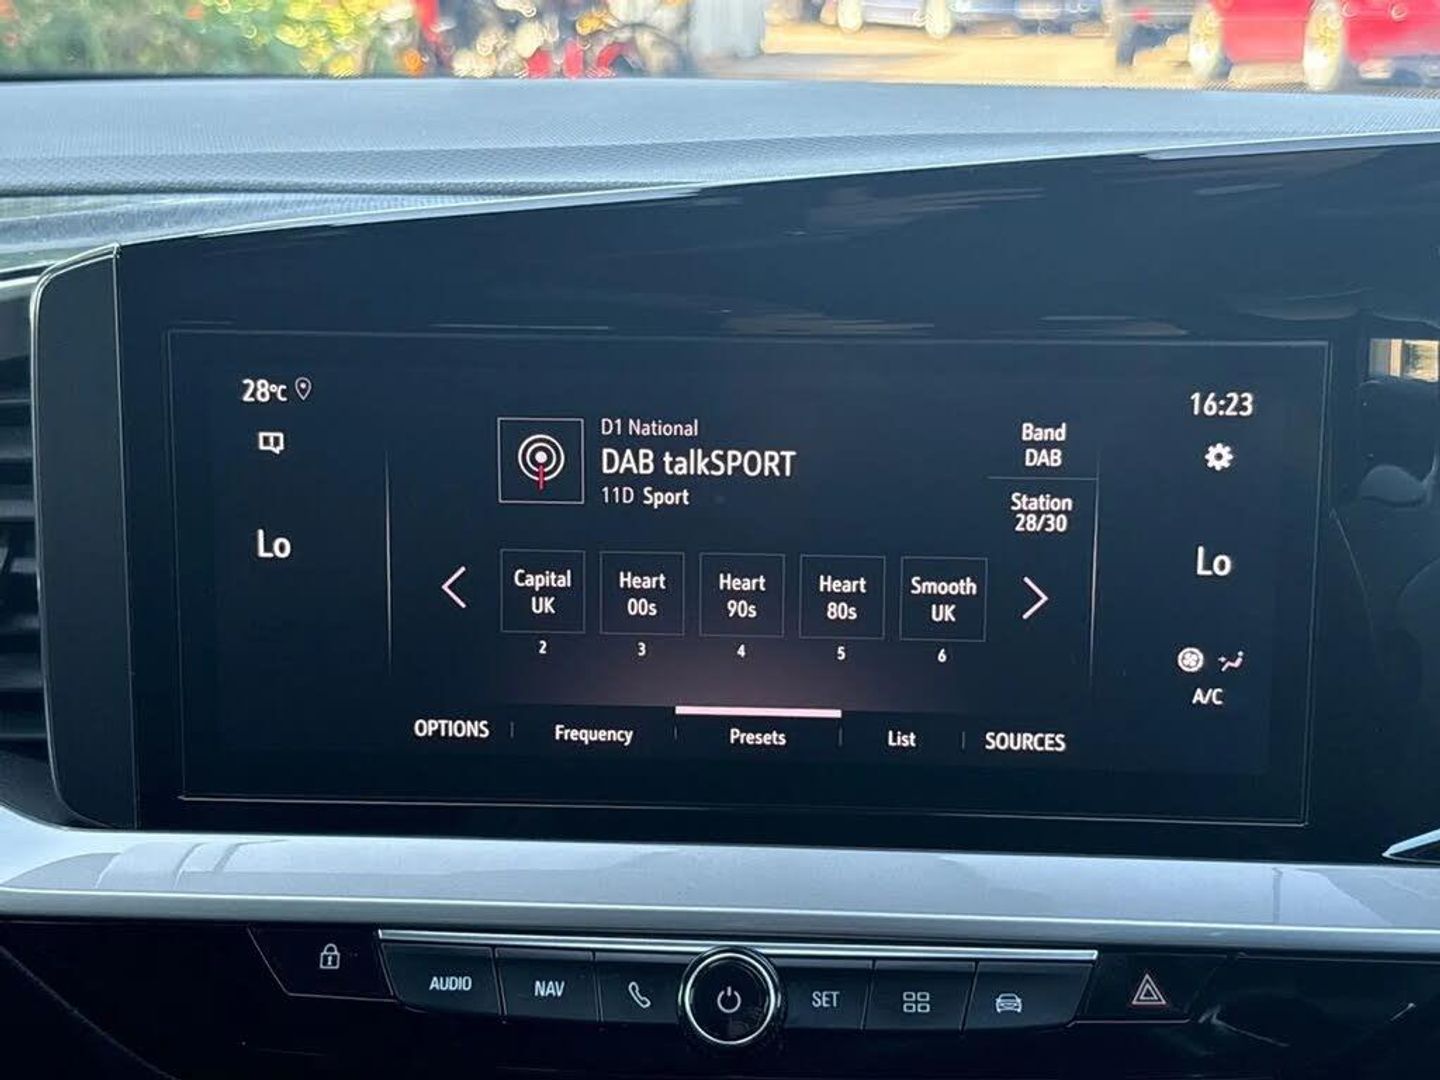 28°C
16:23
D1 National
DAB talkSPORT
11D Sport
Band
DAB
Station
28/30
Lo
Lo
Capital
UK
2
Heart
00s
3
Heart
90s
4
Heart
80s
5
Smooth
UK
6
A/C
OPTIONS
Frequency
Presets
List
SOURCES
AUDIO
NAV
SET